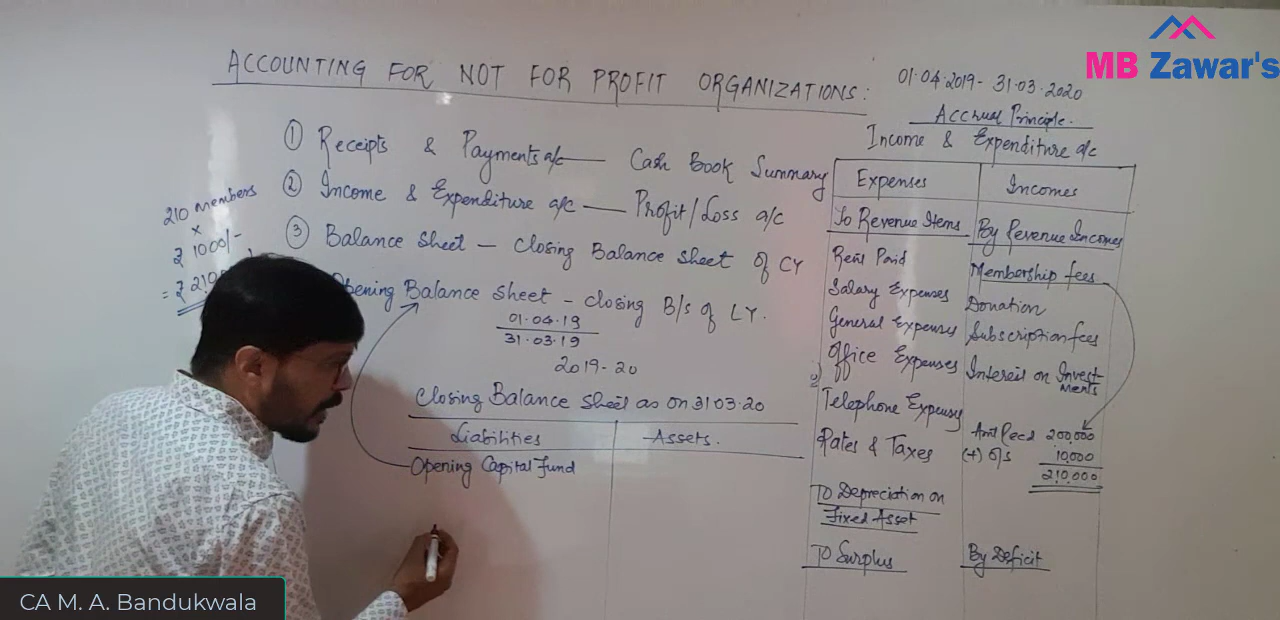 MB Zawar's
ACCOUNTING FOR NOT FOR PROFIT ORGANIZATIONS:
① Receipts & Payments a/c — Cash Book Summary
② Income & Expenditure a/c — Profit/Loss a/c
③ Balance Sheet — Closing Balance Sheet of CY
Opening Balance Sheet - closing B/s of LY.
01.04.19
31.03.19
2019-20
210 members
x
₹ 1000/-
= ₹ 210
Closing Balance Sheet as on 31.03.20
Liabilities Assets.
Opening Capital Fund
01.04.2019 - 31.03.2020
Accrual Principle.
Income & Expenditure a/c
Expenses Incomes
To Revenue Items By Revenue Incomes
Rent Paid Membership fees
Salary Expenses Donation
General Expenses Subscription fees
Office Expenses Interest on Invest-
ments
Telephone Expenses
Rates & Taxes Amt Recd 200,000
(+) O/s 10,000
210,000
To Depreciation on
Fixed Asset
To Surplus By Deficit
CA M. A. Bandukwala